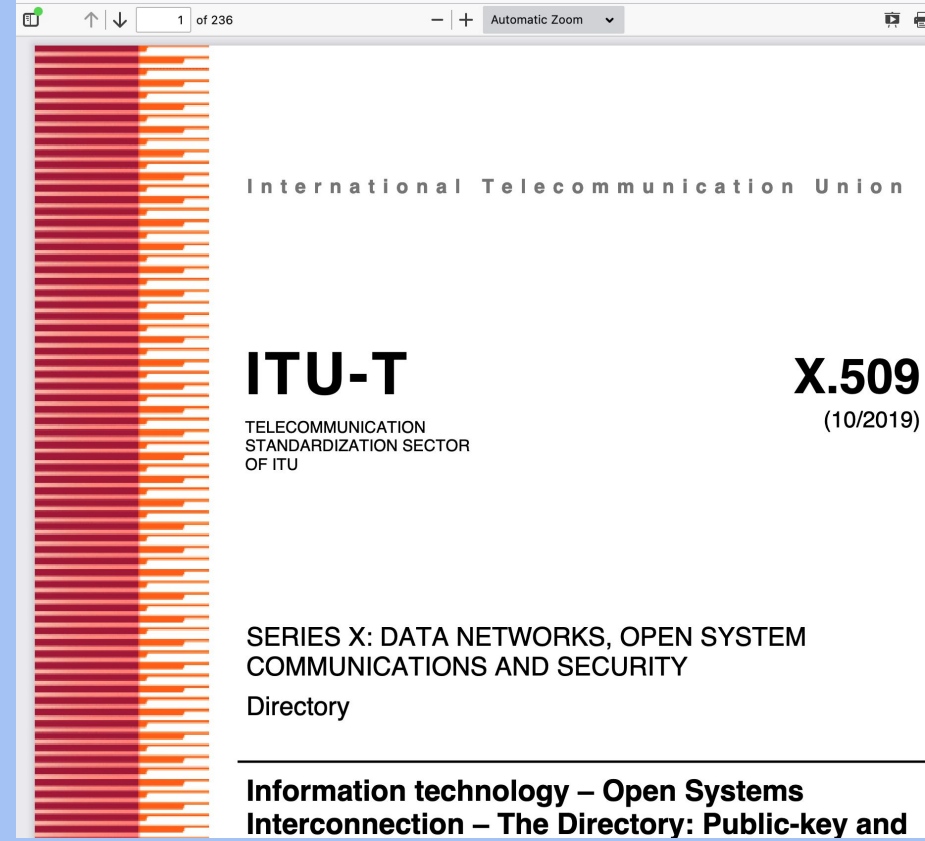 1 of 236
Automatic Zoom
International Telecommunication Union
ITU-T
X.509
TELECOMMUNICATION
STANDARDIZATION SECTOR
OF ITU
(10/2019)
SERIES X: DATA NETWORKS, OPEN SYSTEM
COMMUNICATIONS AND SECURITY
Directory
Information technology – Open Systems
Interconnection – The Directory: Public-key and